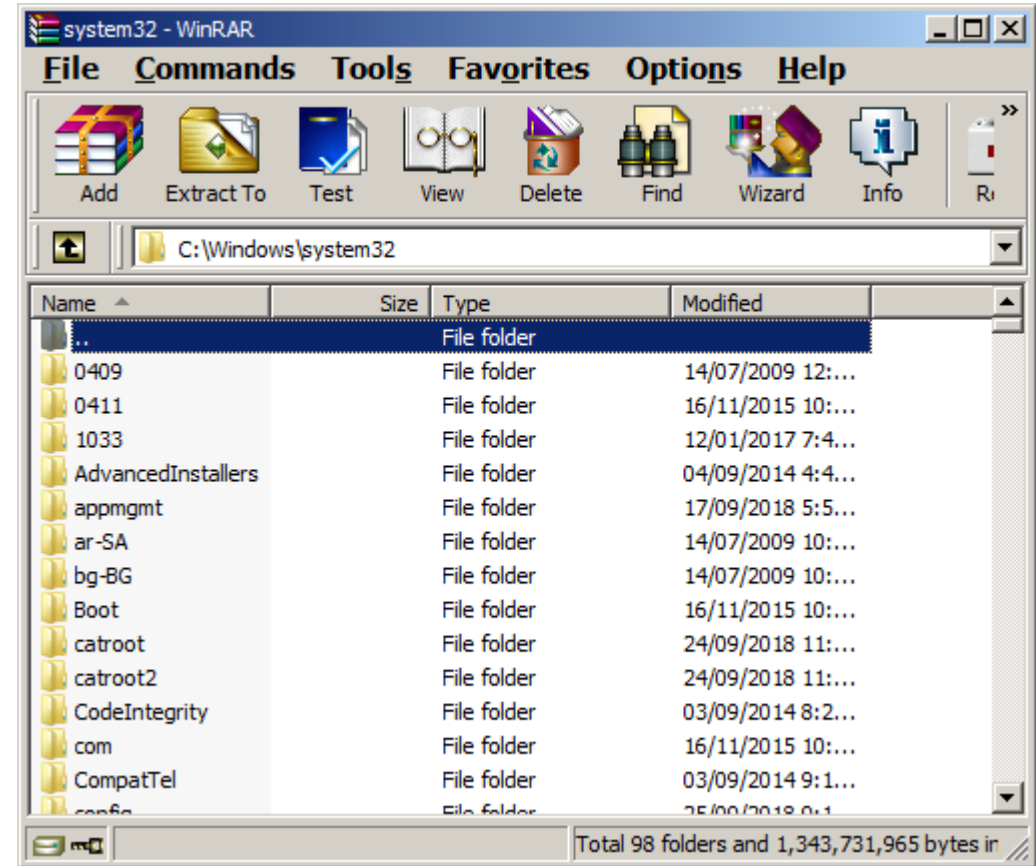 system32 - WinRAR
File Commands Tools Favorites Options Help
Add Extract To Test View Delete Find Wizard Info
C:\Windows\system32
Name Size Type Modified
.. File folder
0409 File folder 14/07/2009 12:...
0411 File folder 16/11/2015 10:...
1033 File folder 12/01/2017 7:4...
AdvancedInstallers File folder 04/09/2014 4:4...
appmgmt File folder 17/09/2018 5:5...
ar-SA File folder 14/07/2009 10:...
bg-BG File folder 14/07/2009 10:...
Boot File folder 16/11/2015 10:...
catroot File folder 24/09/2018 11:...
catroot2 File folder 24/09/2018 11:...
CodeIntegrity File folder 03/09/2014 8:2...
com File folder 16/11/2015 10:...
CompatTel File folder 03/09/2014 9:1...
config File folder
Total 98 folders and 1,343,731,965 bytes in